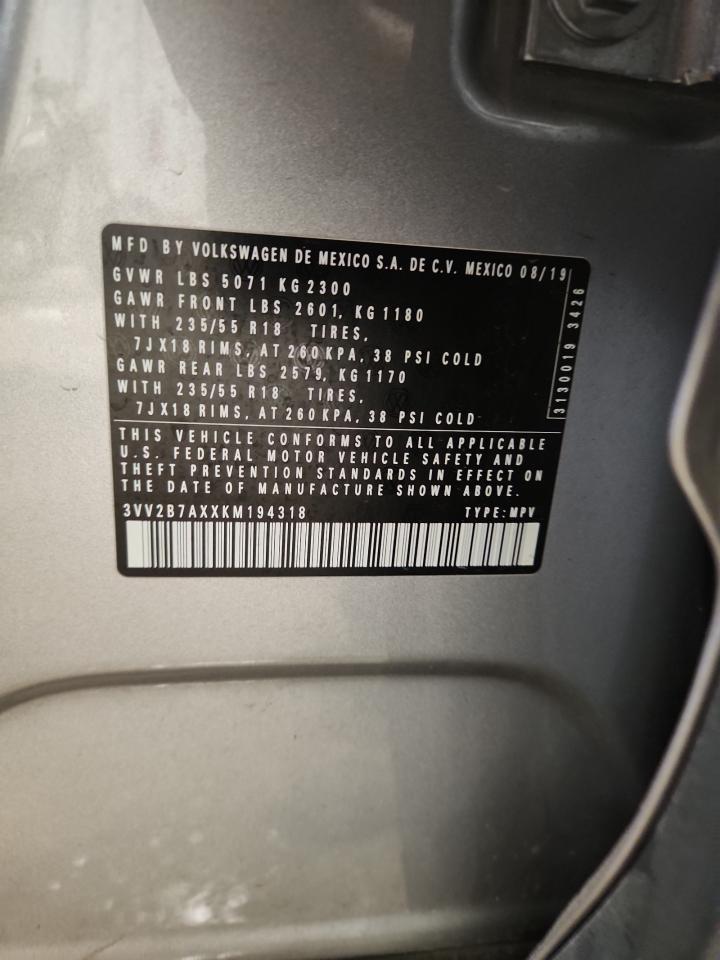 MFD BY VOLKSWAGEN DE MEXICO S.A. DE C.V. MEXICO 08/19
GVWR LBS 5071 KG 2300
GAWR FRONT LBS 2601, KG 1180
WITH 235/55 R18 TIRES,
7JX18 RIMS, AT 260 KPA, 38 PSI COLD
GAWR REAR LBS 2579, KG 1170
WITH 235/55 R18 TIRES,
7JX18 RIMS, AT 260 KPA, 38 PSI COLD
3130019 3426
THIS VEHICLE CONFORMS TO ALL APPLICABLE
U.S. FEDERAL MOTOR VEHICLE SAFETY AND
THEFT PREVENTION STANDARDS IN EFFECT ON
THE DATE OF MANUFACTURE SHOWN ABOVE.
3VV2B7AXXKM194318 TYPE: MPV